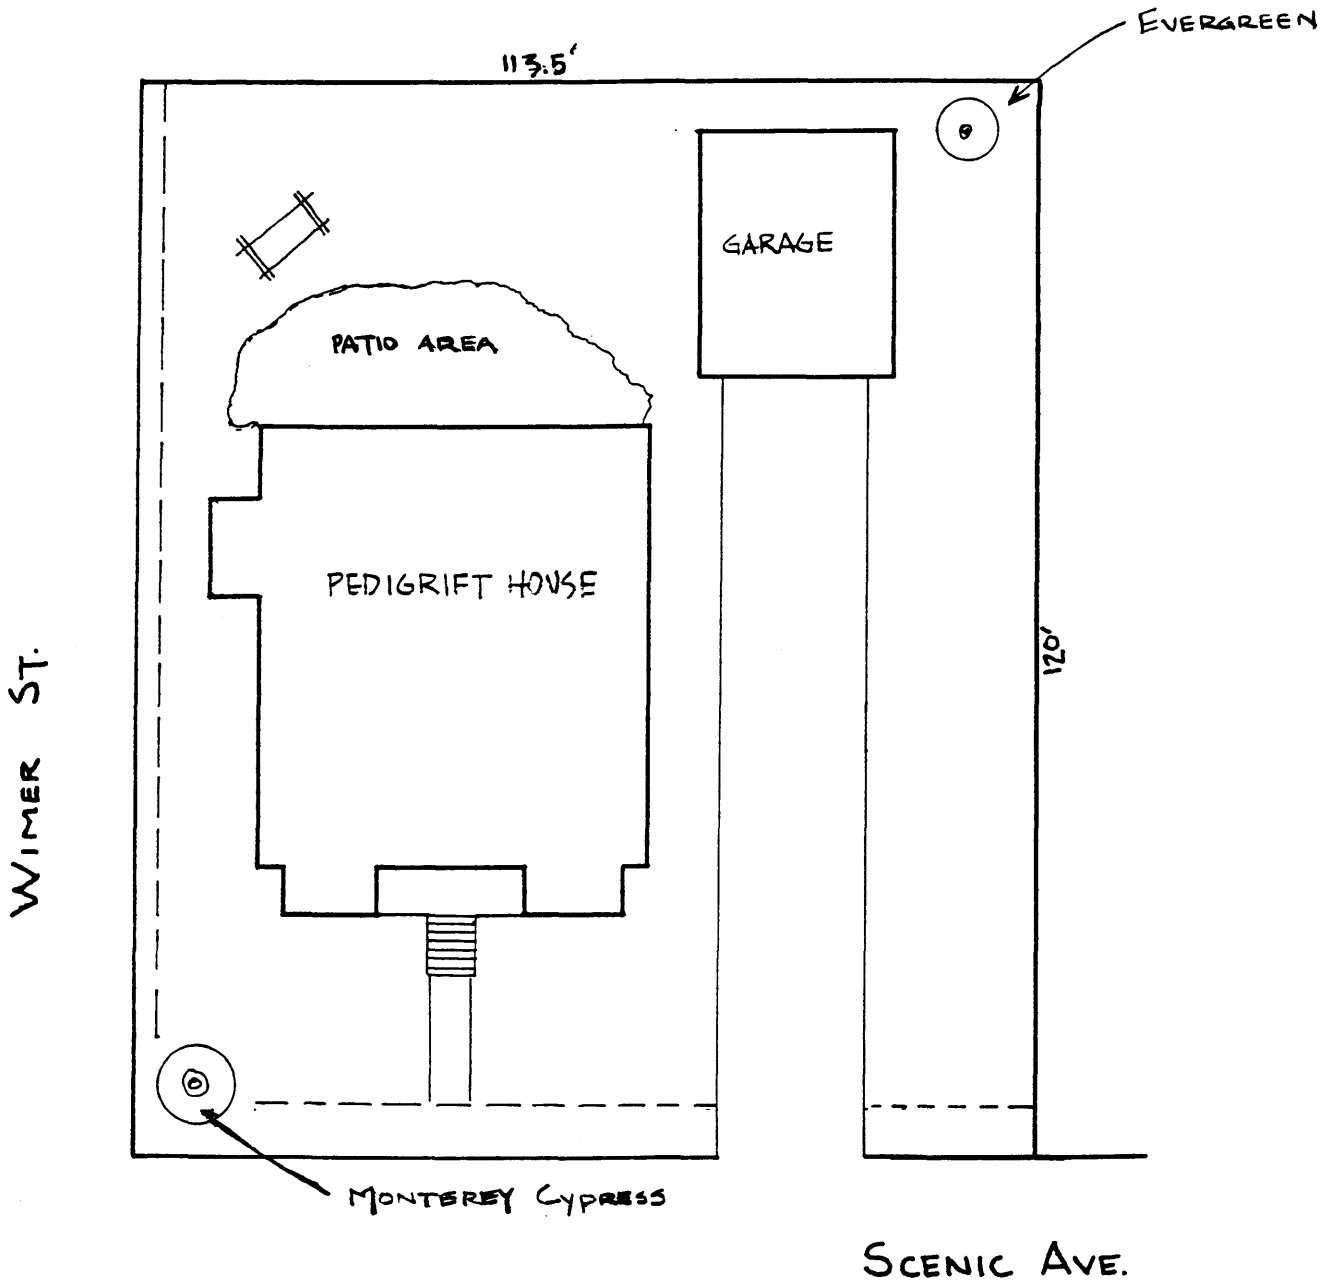 EVERGREEN
113.5'
GARAGE
PATIO AREA
PEDIGRIFT HOUSE
120'
WIMER ST.
MONTEREY CYPRESS
SCENIC AVE.